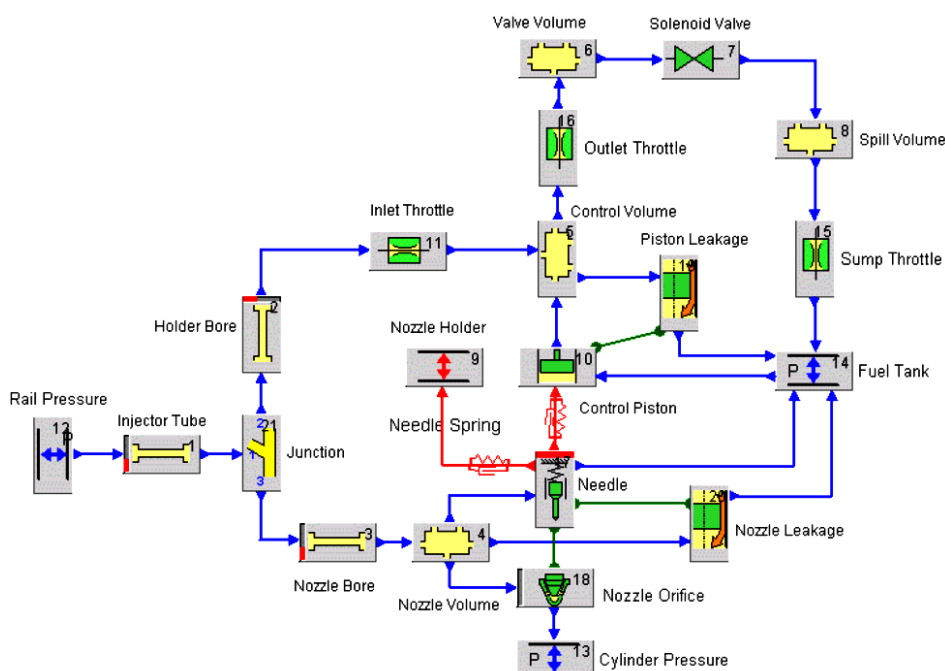 Valve Volume
6
Solenoid Valve
7
16
Outlet Throttle
8
Spill Volume
Inlet Throttle
11
Control Volume
5
Piston Leakage
15
Sump Throttle
Holder Bore
2
Nozzle Holder
9
10
Control Piston
P
14
Fuel Tank
Rail Pressure
12
P
Injector Tube
1
2
21
1
3
Junction
Needle Spring
17
Needle
Nozzle Leakage
3
Nozzle Bore
4
Nozzle Volume
18
Nozzle Orifice
P
13
Cylinder Pressure